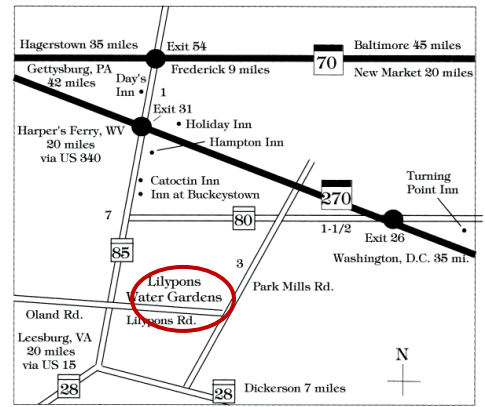 Hagerstown 35 miles
Exit 54
Baltimore 45 miles
70
Gettysburg, PA
42 miles
Frederick 9 miles
New Market 20 miles
Day's
Inn
1
Exit 31
Harper's Ferry, WV
20 miles
via US 340
Holiday Inn
Hampton Inn
Catoctin Inn
Inn at Buckeystown
Turning
Point Inn
270
7
80
1-1/2
Exit 26
85
Washington, D.C. 35 mi.
3
Lilypons
Water Gardens
Park Mills Rd.
Oland Rd.
Lilypons Rd.
Leesburg, VA
20 miles
via US 15
N
28
28
Dickerson 7 miles